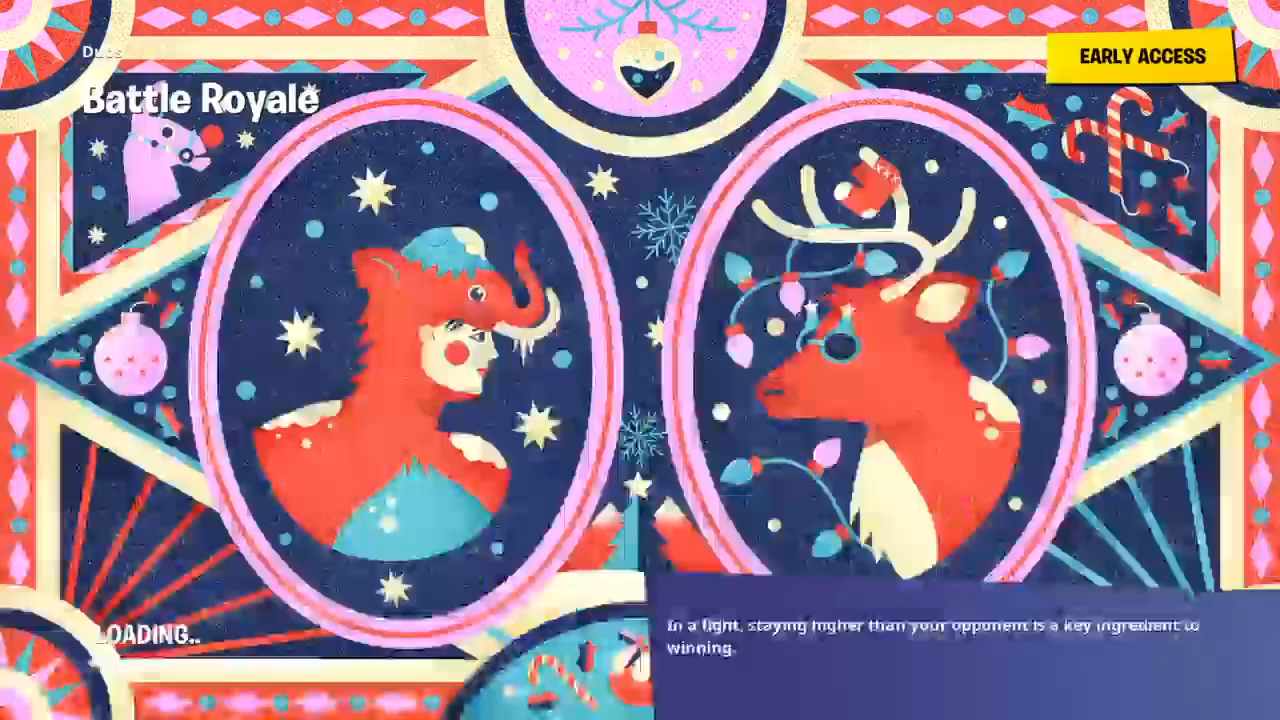 Duos
EARLY ACCESS
Battle Royale
LOADING..
In a fight, staying higher than your opponent is a key ingredient to
winning.